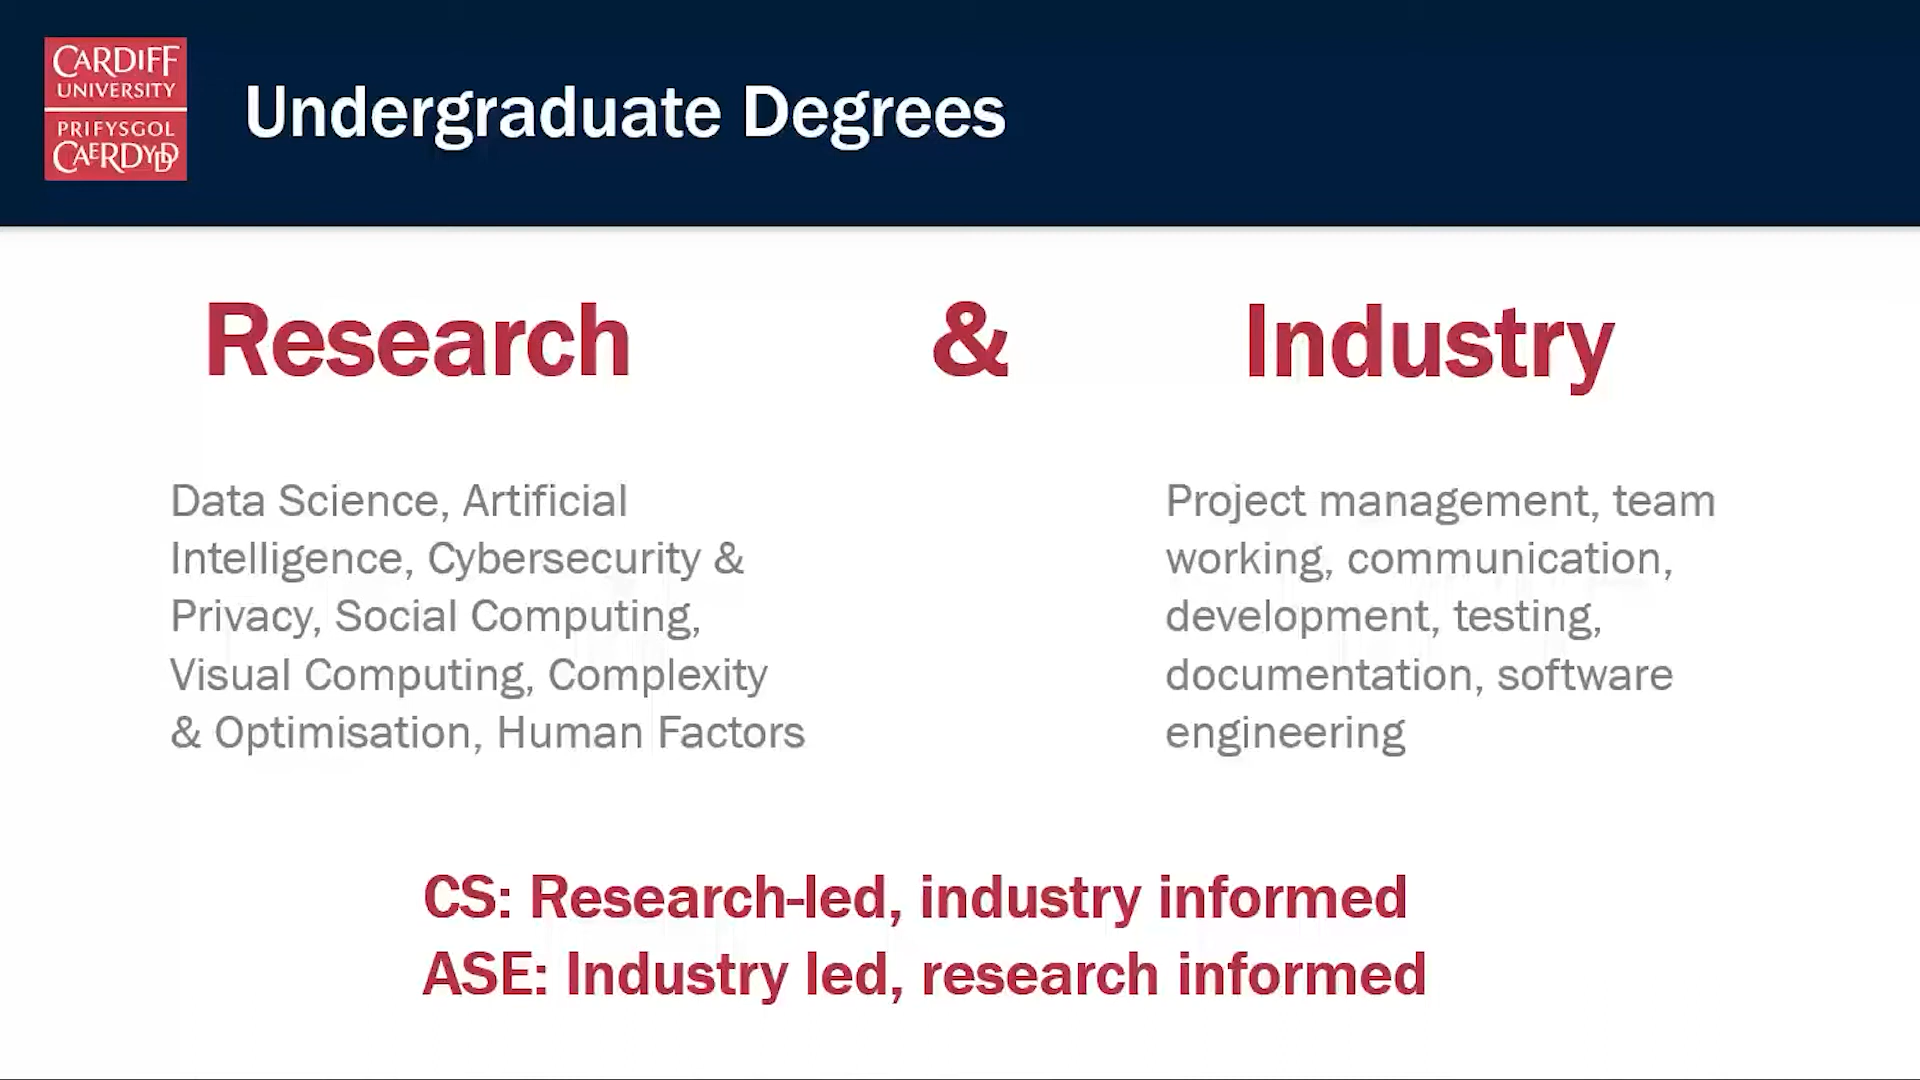 CARDIFF
UNIVERSITY
PRIFYSGOL
CAERDYDD
Undergraduate Degrees
Research & Industry
Data Science, Artificial
Intelligence, Cybersecurity &
Privacy, Social Computing,
Visual Computing, Complexity
& Optimisation, Human Factors
Project management, team
working, communication,
development, testing,
documentation, software
engineering
CS: Research-led, industry informed
ASE: Industry led, research informed